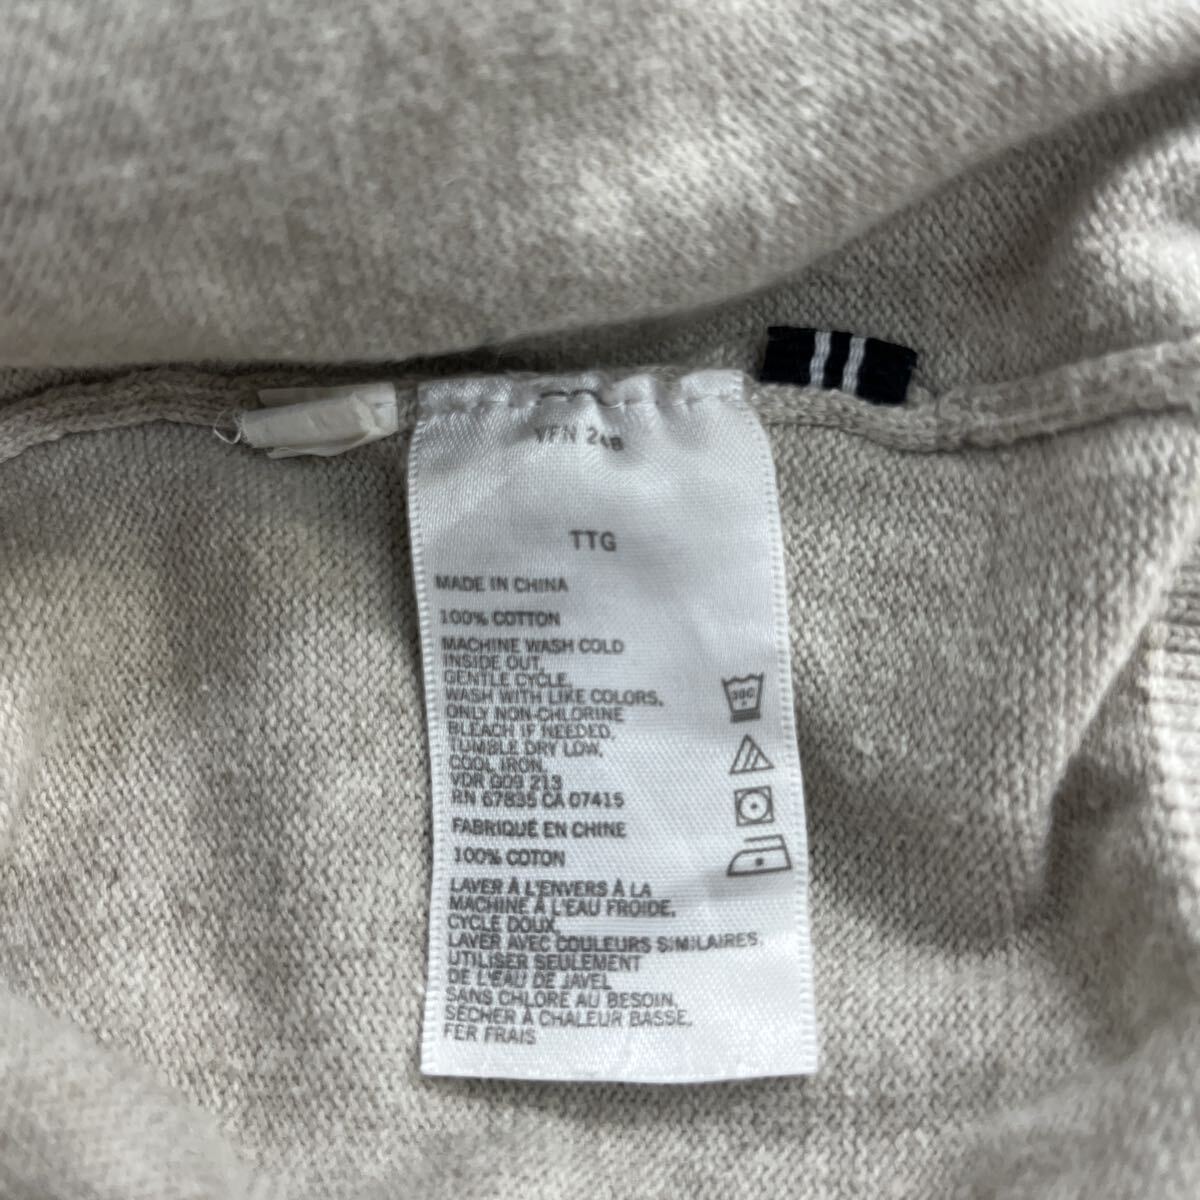 TTG
MADE IN CHINA
100% COTTON
MACHINE WASH COLD
INSIDE OUT,
GENTLE CYCLE.
WASH WITH LIKE COLORS.
ONLY NON-CHLORINE
BLEACH IF NEEDED.
TUMBLE DRY LOW.
COOL IRON.
VDR G09 213
RN 67835 CA 07415
FABRIQUÉ EN CHINE
100% COTON
LAVER À L'ENVERS À LA
MACHINE À L'EAU FROIDE,
CYCLE DOUX.
LAVER AVEC COULEURS SIMILAIRES.
UTILISER SEULEMENT
DE L'EAU DE JAVEL
SANS CHLORE AU BESOIN.
SÉCHER À CHALEUR BASSE.
FER FRAIS
30C